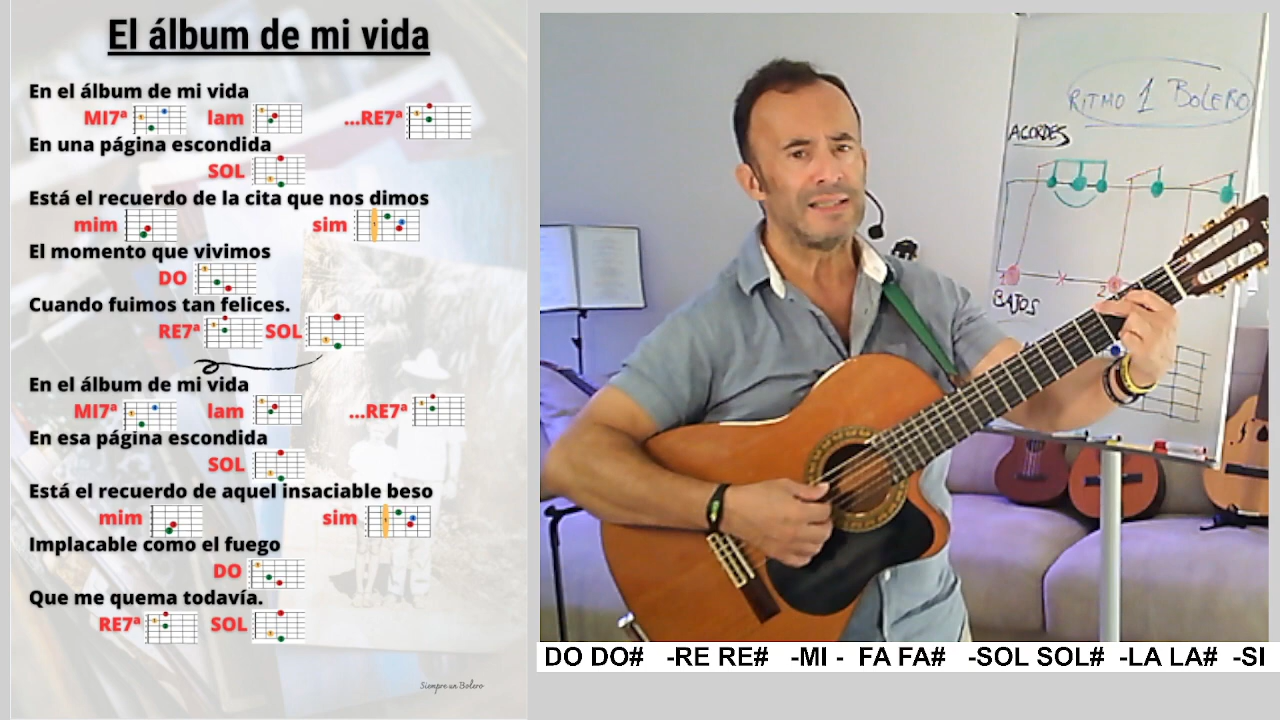 El álbum de mi vida
En el álbum de mi vida
MI7ª lam ...RE7ª
En una página escondida
SOL
Está el recuerdo de la cita que nos dimos
mim sim
El momento que vivimos
DO
Cuando fuimos tan felices.
RE7ª SOL
En el álbum de mi vida
MI7ª lam ...RE7ª
En esa página escondida
SOL
Está el recuerdo de aquel insaciable beso
mim sim
Implacable como el fuego
DO
Que me quema todavía.
RE7ª SOL
Siempre un Bolero
RITMO 1 BOLERO
ACORDES
1 2
BAJOS
DO DO# -RE RE# -MI - FA FA# -SOL SOL# -LA LA# -SI